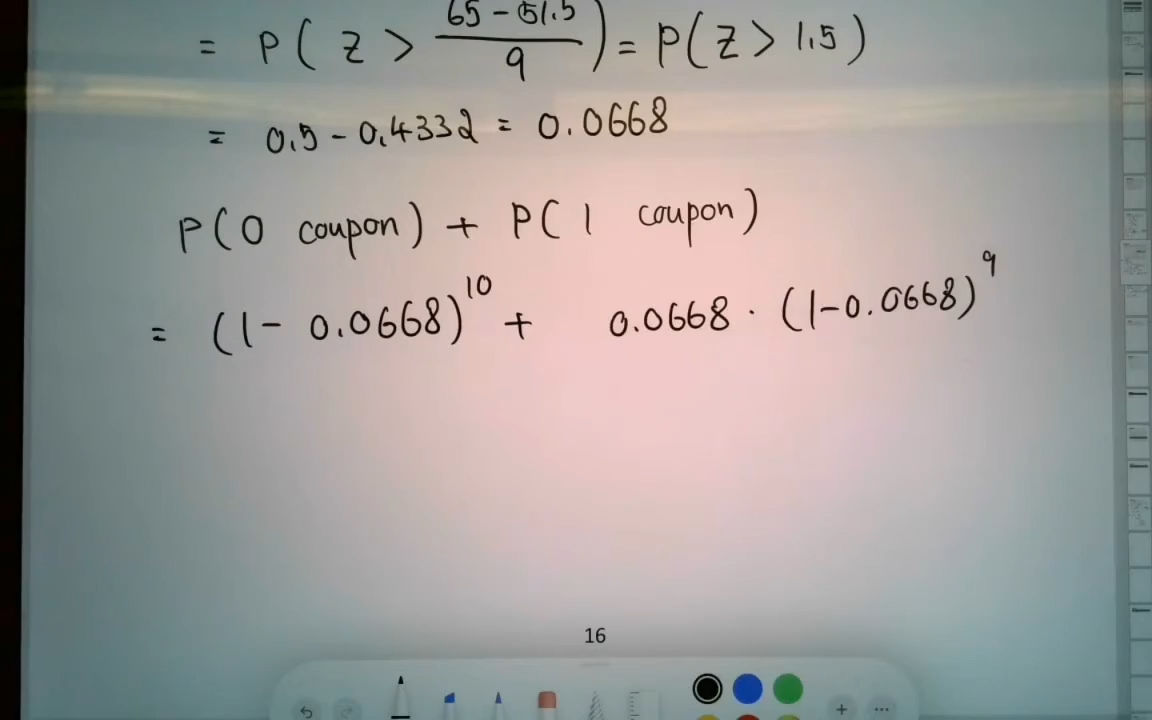 = P( Z > (65 - 51.5)/9 ) = P(Z > 1.5)
= 0.5 - 0.4332 = 0.0668
P(0 coupon) + P(1 coupon)
= (1 - 0.0668)^10 + 0.0668 · (1-0.0668)^9
16